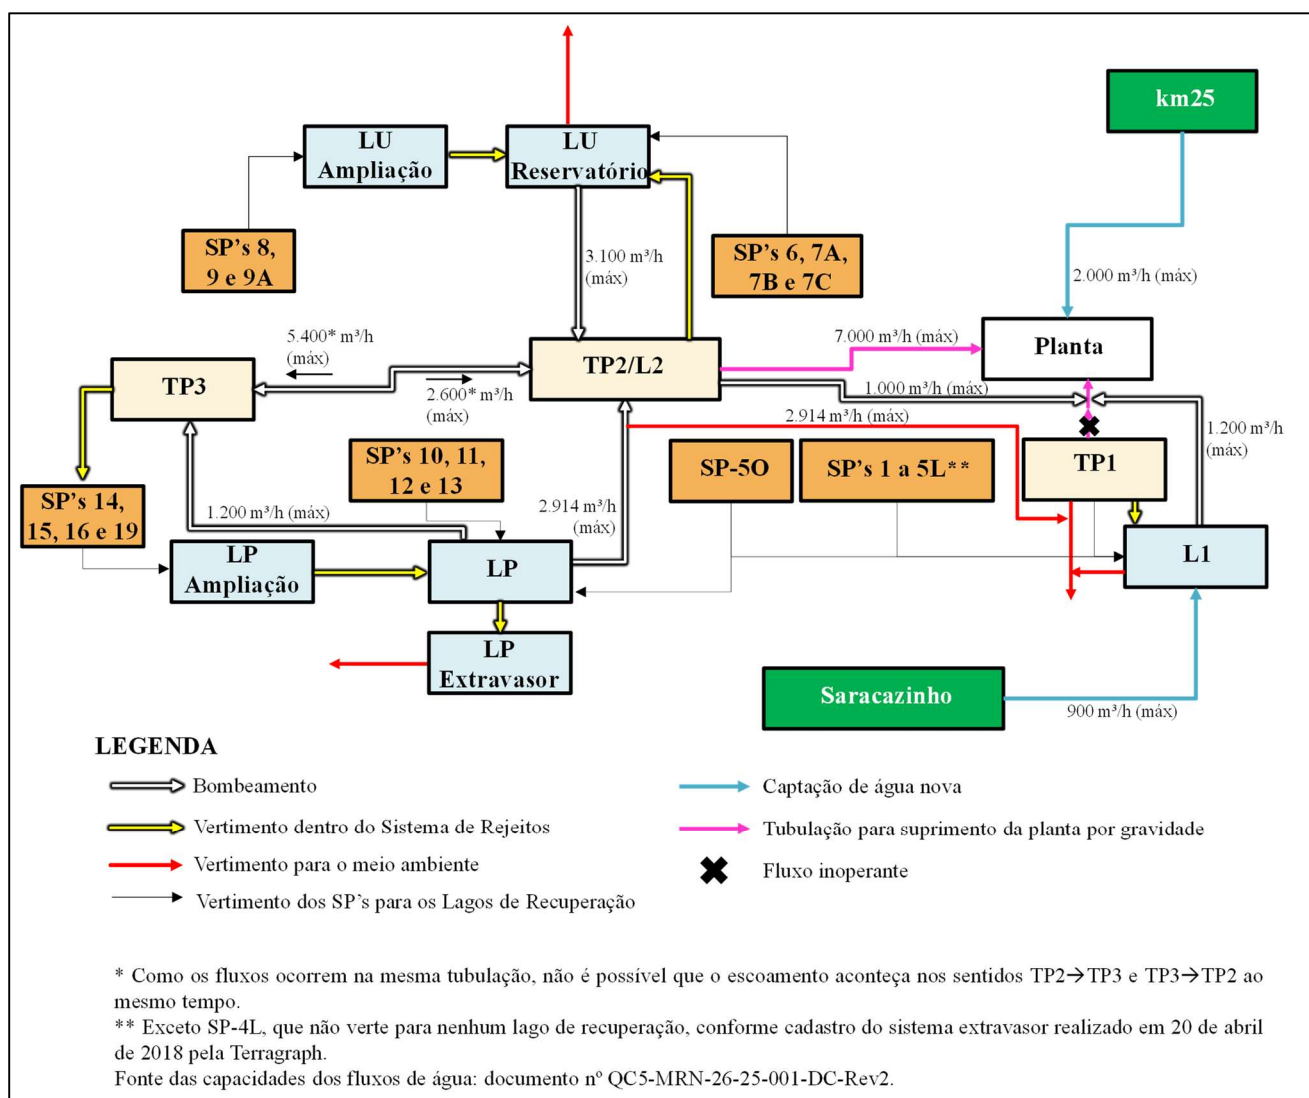 km25
LU
Ampliação
LU
Reservatório
SP's 8,
9 e 9A
3.100 m³/h
(máx)
SP's 6, 7A,
7B e 7C
2.000 m³/h (máx)
5.400* m³/h
(máx)
TP3
2.600* m³/h
(máx)
TP2/L2
7.000 m³/h (máx)
Planta
1.000 m³/h (máx)
2.914 m³/h (máx)
1.200 m³/h
(máx)
SP's 10, 11,
12 e 13
SP-5O
SP's 1 a 5L**
TP1
SP's 14,
15, 16 e 19
1.200 m³/h (máx)
2.914 m³/h
(máx)
LP
Ampliação
LP
L1
LP
Extravasor
Saracazinho
900 m³/h (máx)
LEGENDA
Bombeamento
Captação de água nova
Vertimento dentro do Sistema de Rejeitos
Tubulação para suprimento da planta por gravidade
Vertimento para o meio ambiente
Fluxo inoperante
Vertimento dos SP's para os Lagos de Recuperação
* Como os fluxos ocorrem na mesma tubulação, não é possível que o escoamento aconteça nos sentidos TP2→TP3 e TP3→TP2 ao
mesmo tempo.
** Exceto SP-4L, que não verte para nenhum lago de recuperação, conforme cadastro do sistema extravasor realizado em 20 de abril
de 2018 pela Terragraph.
Fonte das capacidades dos fluxos de água: documento nº QC5-MRN-26-25-001-DC-Rev2.